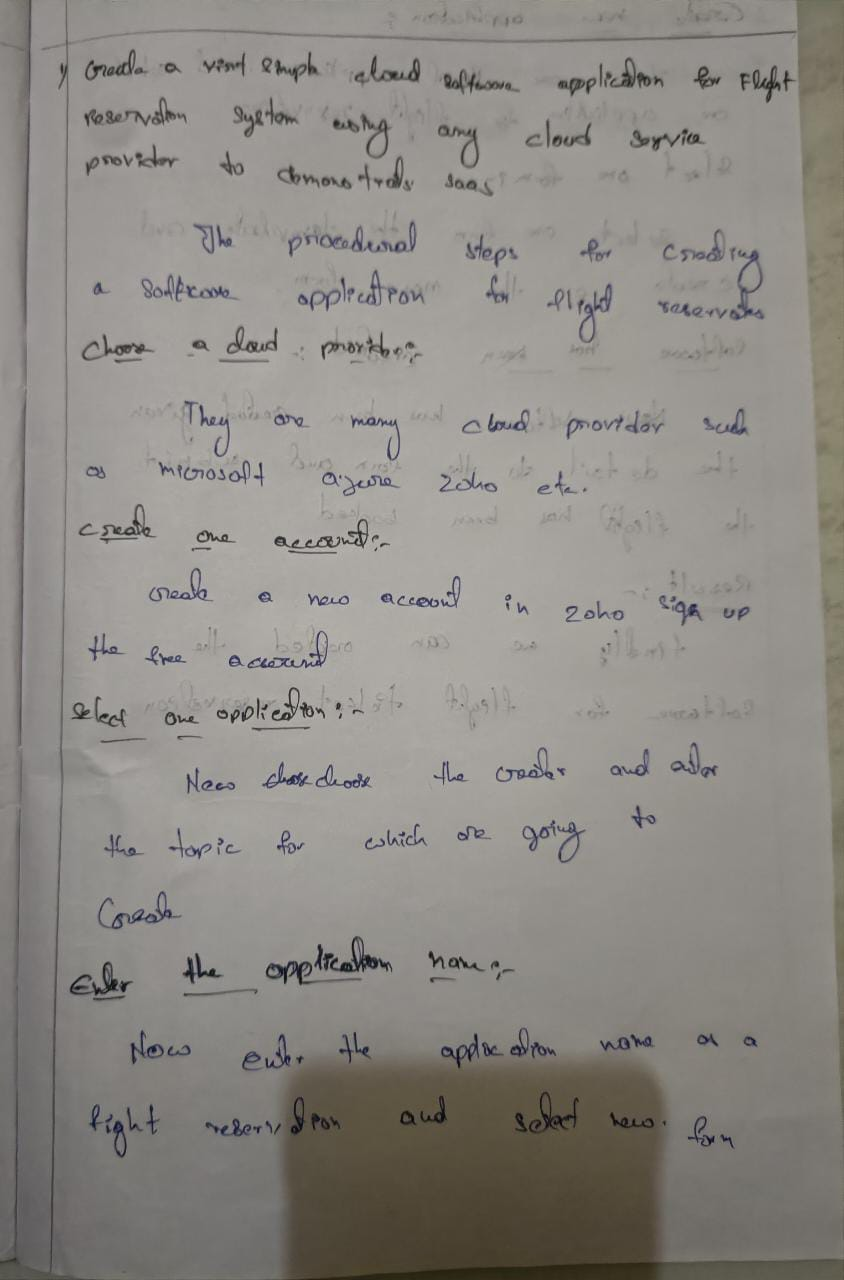 1) Create a vist simple cloud software application for Flight
Reservation System using any cloud service
provider to demonstrate saas
The procedural steps for creating
a Software application for flight reservation
Choose a cloud provider:-
They are many cloud provider such
as microsoft azure zoho etc.
Create one account:-
Create a new account in zoho sign up
the free account
Select one application:-
New choose the creater and
the topic for which are going to
Create
Enter the application name:-
Now enter the application name as a
flight reservation and select new form